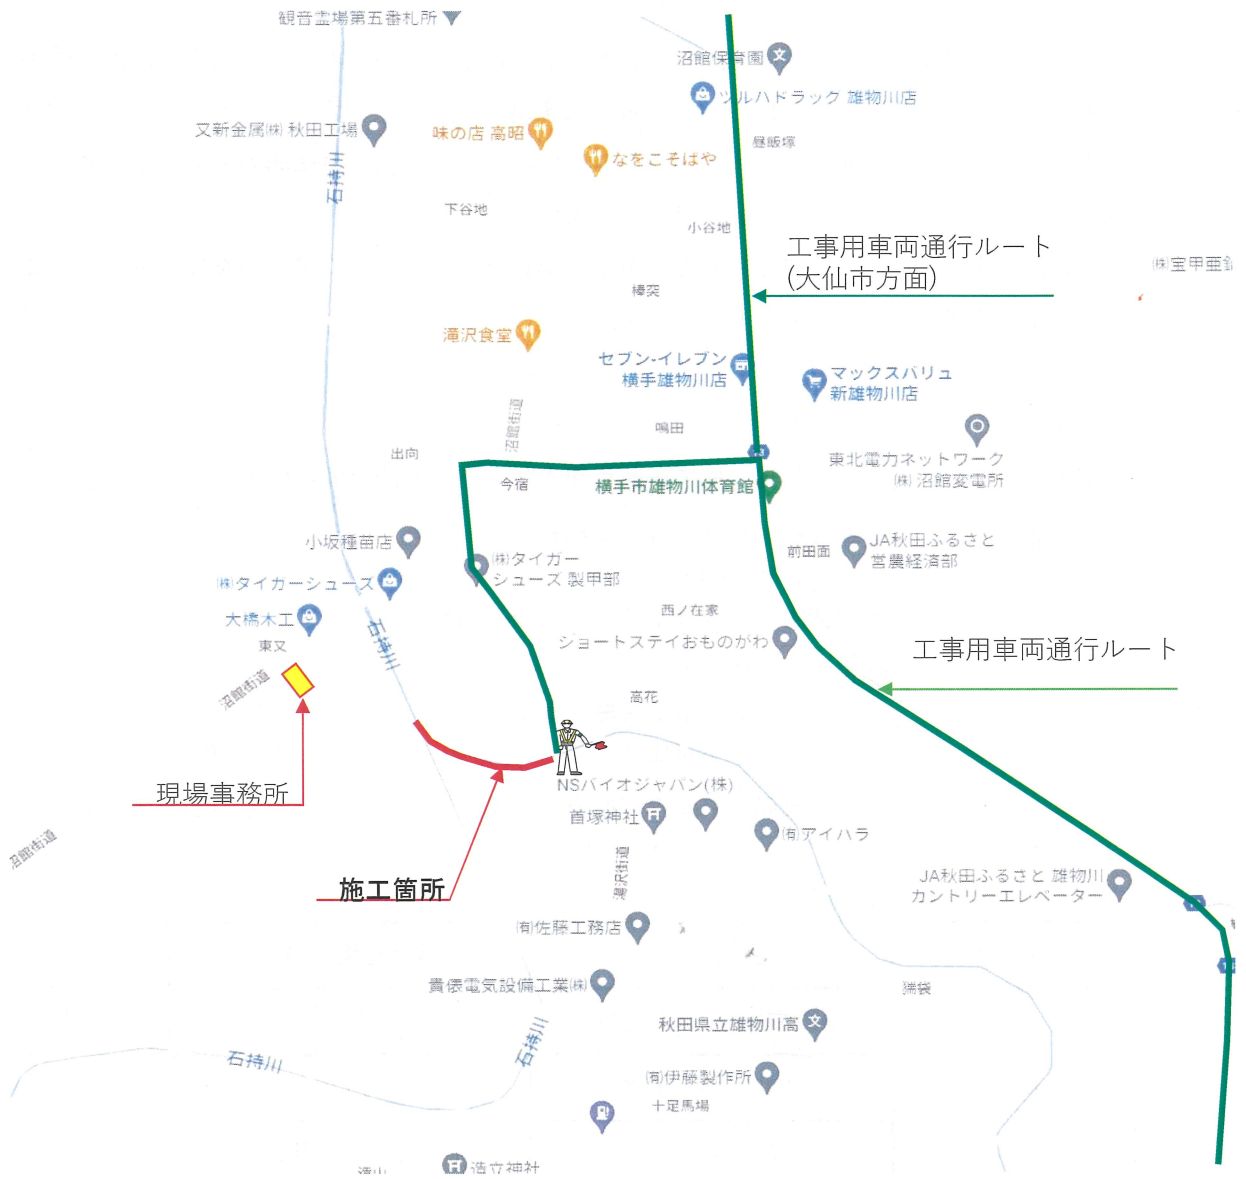 観音霊場第五番札所
沼館保育園
ツルハドラック 雄物川店
又新金属㈱ 秋田工場
味の店 高昭
なをこそばや
昼飯塚
石持川
下谷地
小谷地
工事用車両通行ルート
(大仙市方面)
棒突
滝沢食堂
セブン-イレブン
横手雄物川店
マックスバリュ
新雄物川店
沼館街道
鳴田
出向
東北電力ネットワーク
㈱ 沼館変電所
今宿
横手市雄物川体育館
小坂種苗店
㈱タイガー
シューズ 製甲部
前田面
JA秋田ふるさと
営農経済部
㈱タイガーシューズ
大橋木工
東又
石持川
西ノ在家
ショートステイおものがわ
工事用車両通行ルート
沼館街道
高花
現場事務所
NSバイオジャパン(株)
首塚神社
㈲アイハラ
沼館街道
施工箇所
湯沢街道
JA秋田ふるさと 雄物川
カントリーエレベーター
㈲佐藤工務店
貴俵電気設備工業㈱
秋田県立雄物川高
石持川
石持川
㈲伊藤製作所
十足馬場
造立神社